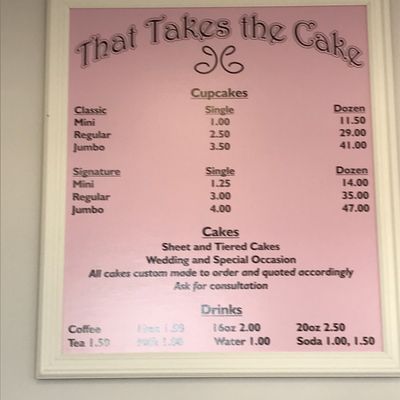 That Takes the Cake
Cupcakes
Classic Single Dozen
Mini 1.00 11.50
Regular 2.50 29.00
Jumbo 3.50 41.00
Signature Single Dozen
Mini 1.25 14.00
Regular 3.00 35.00
Jumbo 4.00 47.00
Cakes
Sheet and Tiered Cakes
Wedding and Special Occasion
All cakes custom made to order and quoted accordingly
Ask for consultation
Drinks
Coffee 16oz 2.00 20oz 2.50
Tea 1.50 Milk 1.00 Water 1.00 Soda 1.00, 1.50